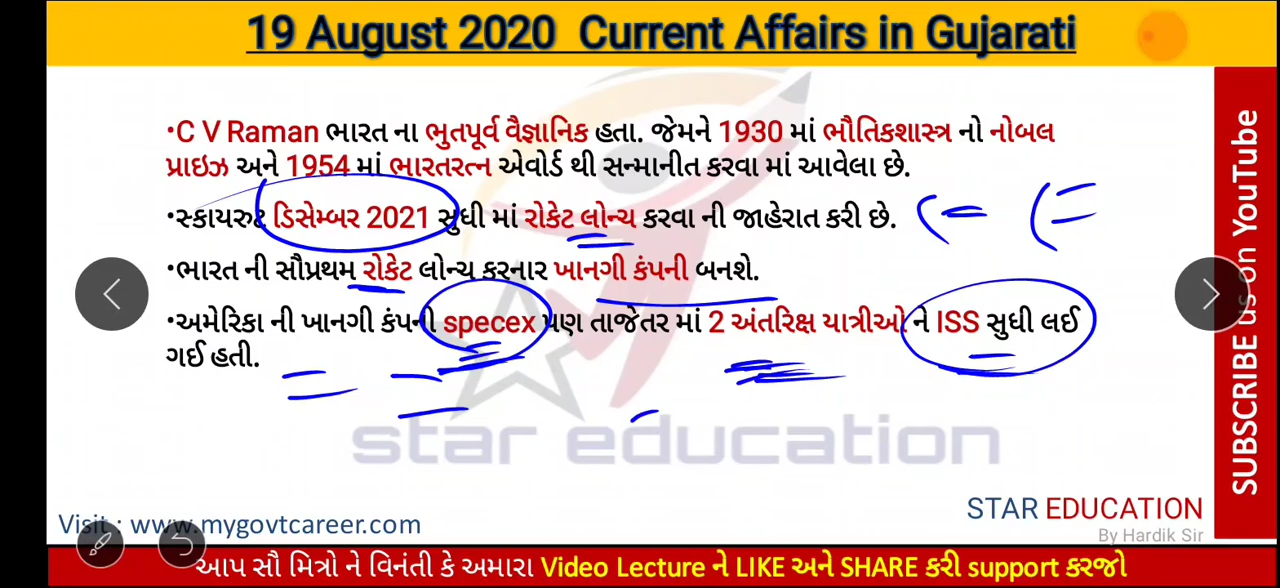 19 August 2020 Current Affairs in Gujarati
•C V Raman ભારત ના ભુતપૂર્વ વૈજ્ઞાનિક હતા. જેમને 1930 માં ભૌતિકશાસ્ત્ર નો નોબલ
પ્રાઇઝ અને 1954 માં ભારતરત્ન એવોર્ડ થી સન્માનીત કરવા માં આવેલા છે.
•સ્કાયરુટ ડિસેમ્બર 2021 સુધી માં રોકેટ લોન્ચ કરવા ની જાહેરાત કરી છે.
•ભારત ની સૌપ્રથમ રોકેટ લોન્ચ કરનાર ખાનગી કંપની બનશે.
•અમેરિકા ની ખાનગી કંપની specex પણ તાજેતર માં 2 અંતરિક્ષ યાત્રીઓ ને ISS સુધી લઈ
ગઈ હતી.
star education
STAR EDUCATION
By Hardik Sir
Visit : www.mygovtcareer.com
આપ સૌ મિત્રો ને વિનંતી કે અમારા Video Lecture ને LIKE અને SHARE કરી support કરજો
SUBSCRIBE us on YouTube